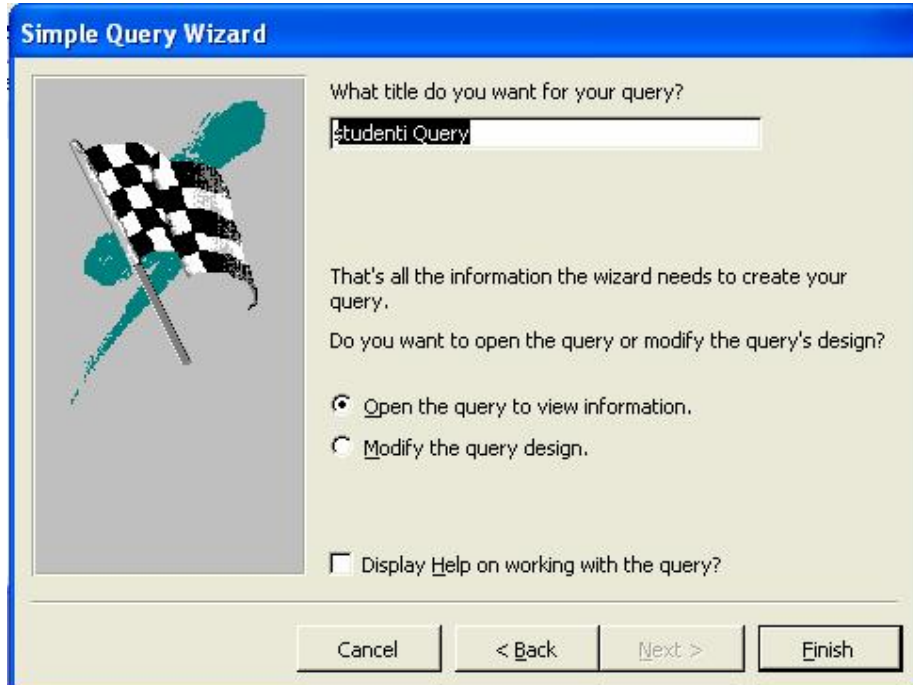 Simple Query Wizard
What title do you want for your query?
studenti Query
That's all the information the wizard needs to create your
query.
Do you want to open the query or modify the query's design?
Open the query to view information.
Modify the query design.
Display Help on working with the query?
Cancel
< Back
Next >
Finish